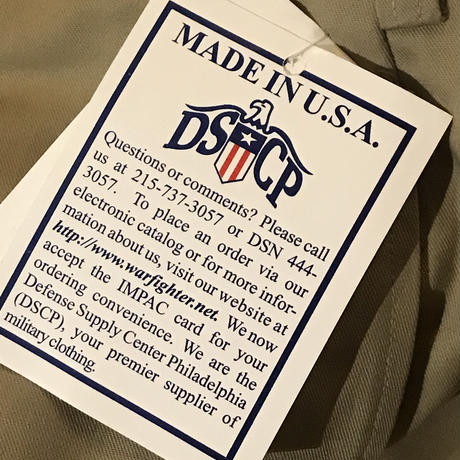 MADE IN U.S.A.
DSCP
Questions or comments? Please call
us at 215-737-3057 or DSN 444-
3057. To place an order via our
electronic catalog or for more infor-
mation about us, visit our website at
http://www.warfighter.net. We now
accept the IMPAC card for your
ordering convenience. We are the
Defense Supply Center Philadelphia
(DSCP), your premier supplier of
military clothing.